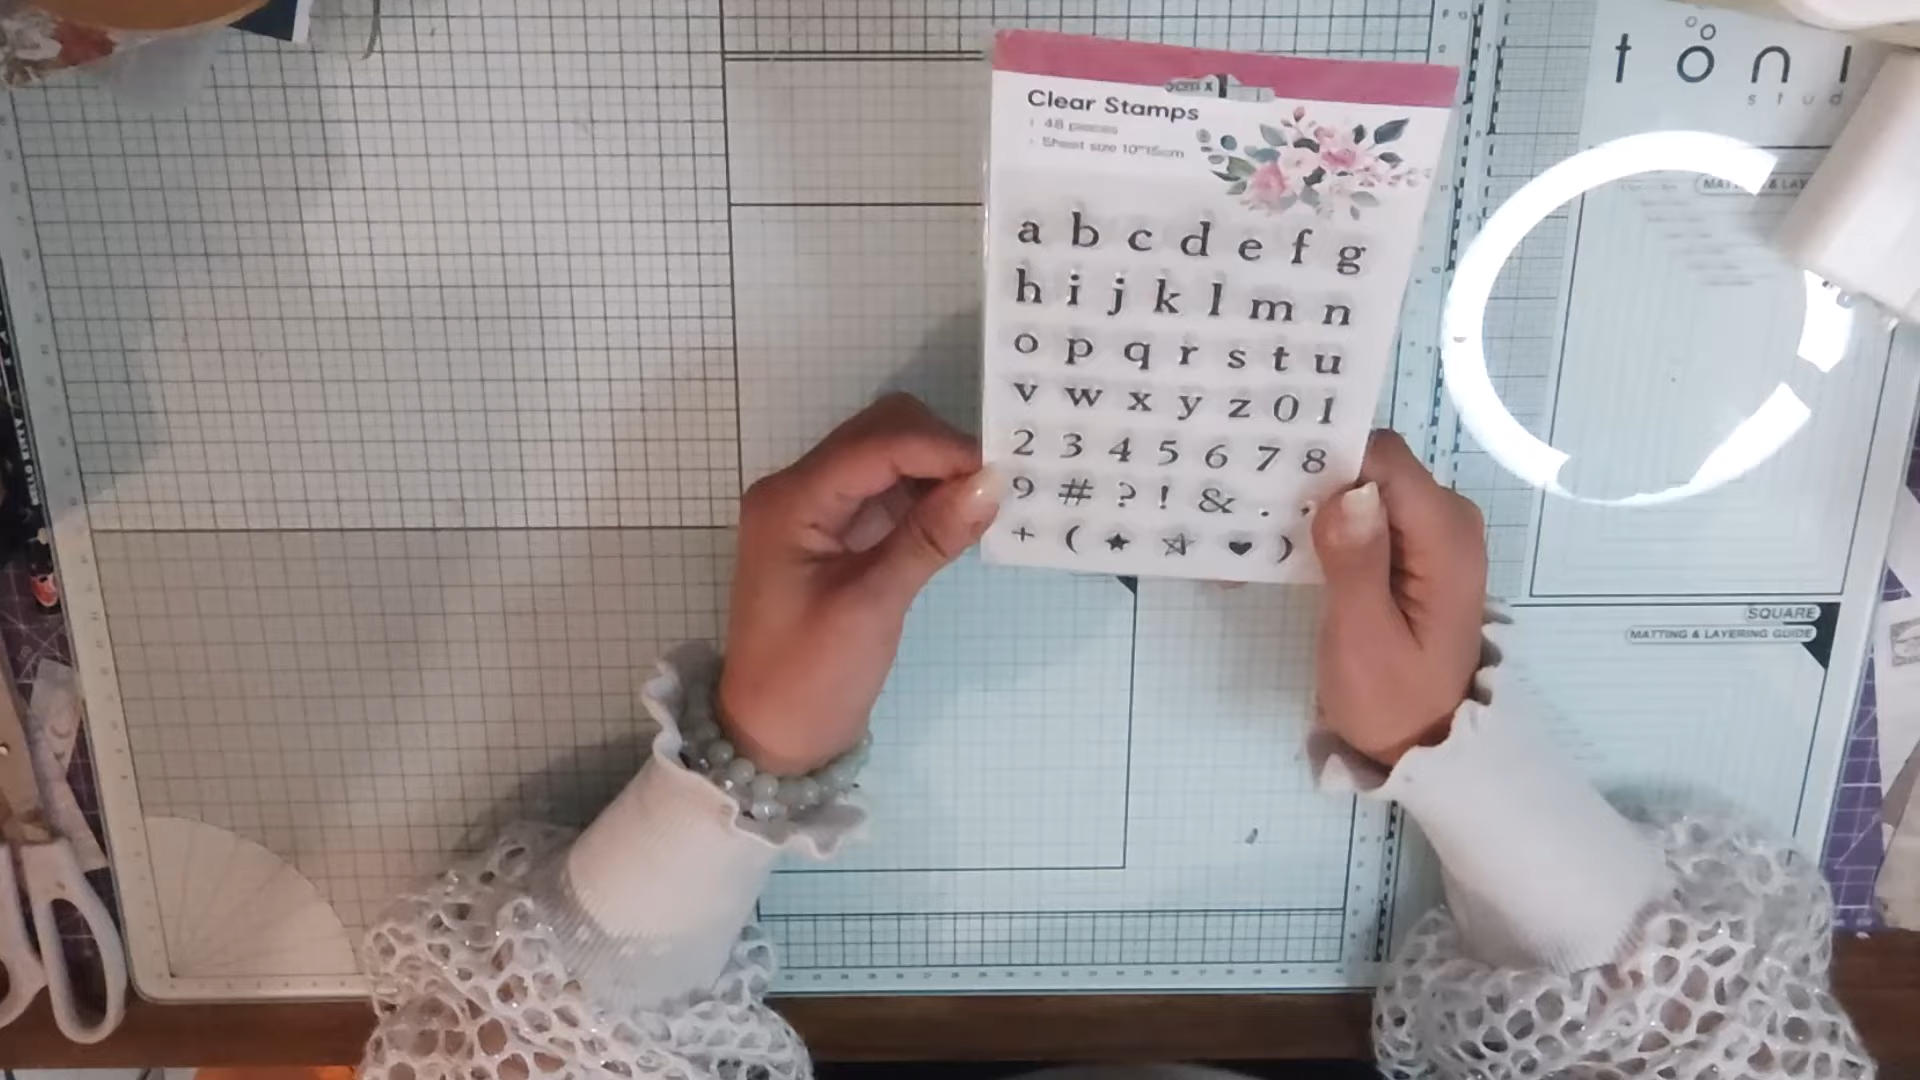 Clear Stamps
48 pieces
Sheet size 10*15cm
a b c d e f g
h i j k l m n
o p q r s t u
v w x y z 0 1
2 3 4 5 6 7 8
9 # ? ! & . ,
+ ( ★ ☆ ♥ )
SQUARE
MATTING & LAYERING GUIDE